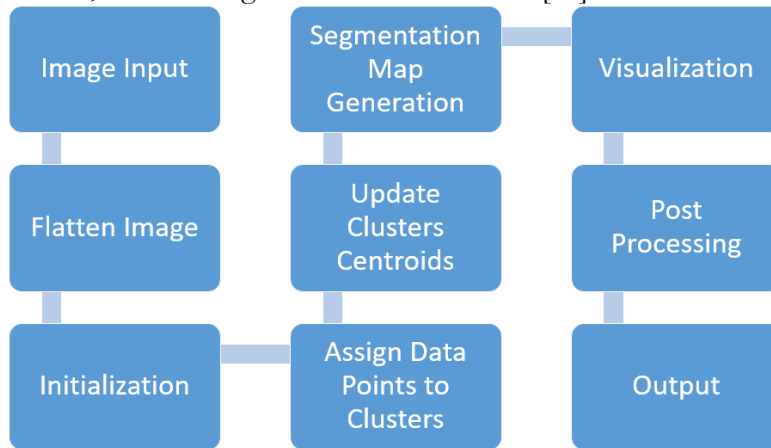 Image Input
Flatten Image
Initialization
Assign Data
Points to
Clusters
Update
Clusters
Centroids
Segmentation
Map
Generation
Visualization
Post
Processing
Output